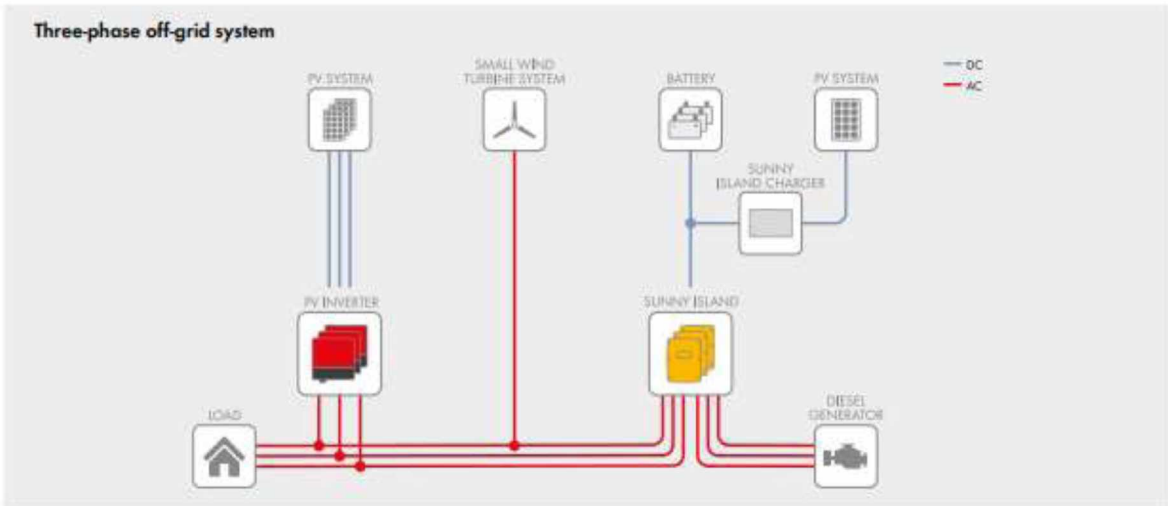 Three-phase off-grid system
PV SYSTEM
SMALL WIND
TURBINE SYSTEM
BATTERY
PV SYSTEM
DC
AC
SUNNY
ISLAND CHARGER
PV INVERTER
SUNNY ISLAND
LOAD
DIESEL
GENERATOR